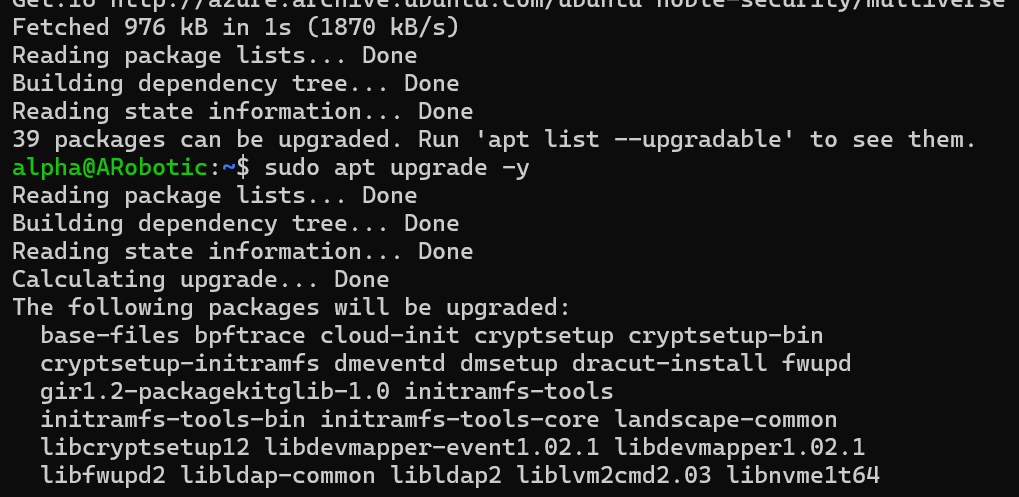 http://azure.archive.ubuntu.com/ubuntu noble-security/multiverse
Fetched 976 kB in 1s (1870 kB/s)
Reading package lists... Done
Building dependency tree... Done
Reading state information... Done
39 packages can be upgraded. Run 'apt list --upgradable' to see them.
alpha@ARobotic:~$ sudo apt upgrade -y
Reading package lists... Done
Building dependency tree... Done
Reading state information... Done
Calculating upgrade... Done
The following packages will be upgraded:
base-files bpftrace cloud-init cryptsetup cryptsetup-bin
cryptsetup-initramfs dmeventd dmsetup dracut-install fwupd
gir1.2-packagekitglib-1.0 initramfs-tools
initramfs-tools-bin initramfs-tools-core landscape-common
libcryptsetup12 libdevmapper-event1.02.1 libdevmapper1.02.1
libfwupd2 libldap-common libldap2 liblvm2cmd2.03 libnvme1t64